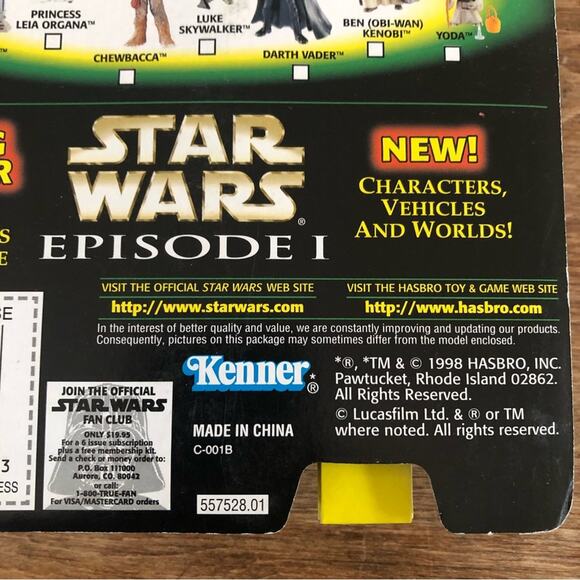 PRINCESS
LEIA ORGANA™
CHEWBACCA™
LUKE
SKYWALKER™
DARTH VADER™
BEN (OBI-WAN)
KENOBI™
YODA™
G
R
S
E
STAR
WARS®
EPISODE I
NEW!
CHARACTERS,
VEHICLES
AND WORLDS!
VISIT THE OFFICIAL STAR WARS WEB SITE
http://www.starwars.com
VISIT THE HASBRO TOY & GAME WEB SITE
http://www.hasbro.com
In the interest of better quality and value, we are constantly improving and updating our products.
Consequently, pictures on this package may sometimes differ from the model enclosed.
SE
3
ESS
JOIN THE OFFICIAL
STAR WARS
FAN CLUB
ONLY $19.95
For a 6 issue subscription
plus a free membership kit.
Send a check or money order to:
P.O. Box 111000
Aurora, CO. 80042
or call:
1-800-TRUE-FAN
For VISA/MASTERCARD orders
Kenner®*
MADE IN CHINA
C-001B
557528.01
*®, *TM & © 1998 HASBRO, INC.
Pawtucket, Rhode Island 02862.
All Rights Reserved.
© Lucasfilm Ltd. & ® or TM
where noted. All rights reserved.